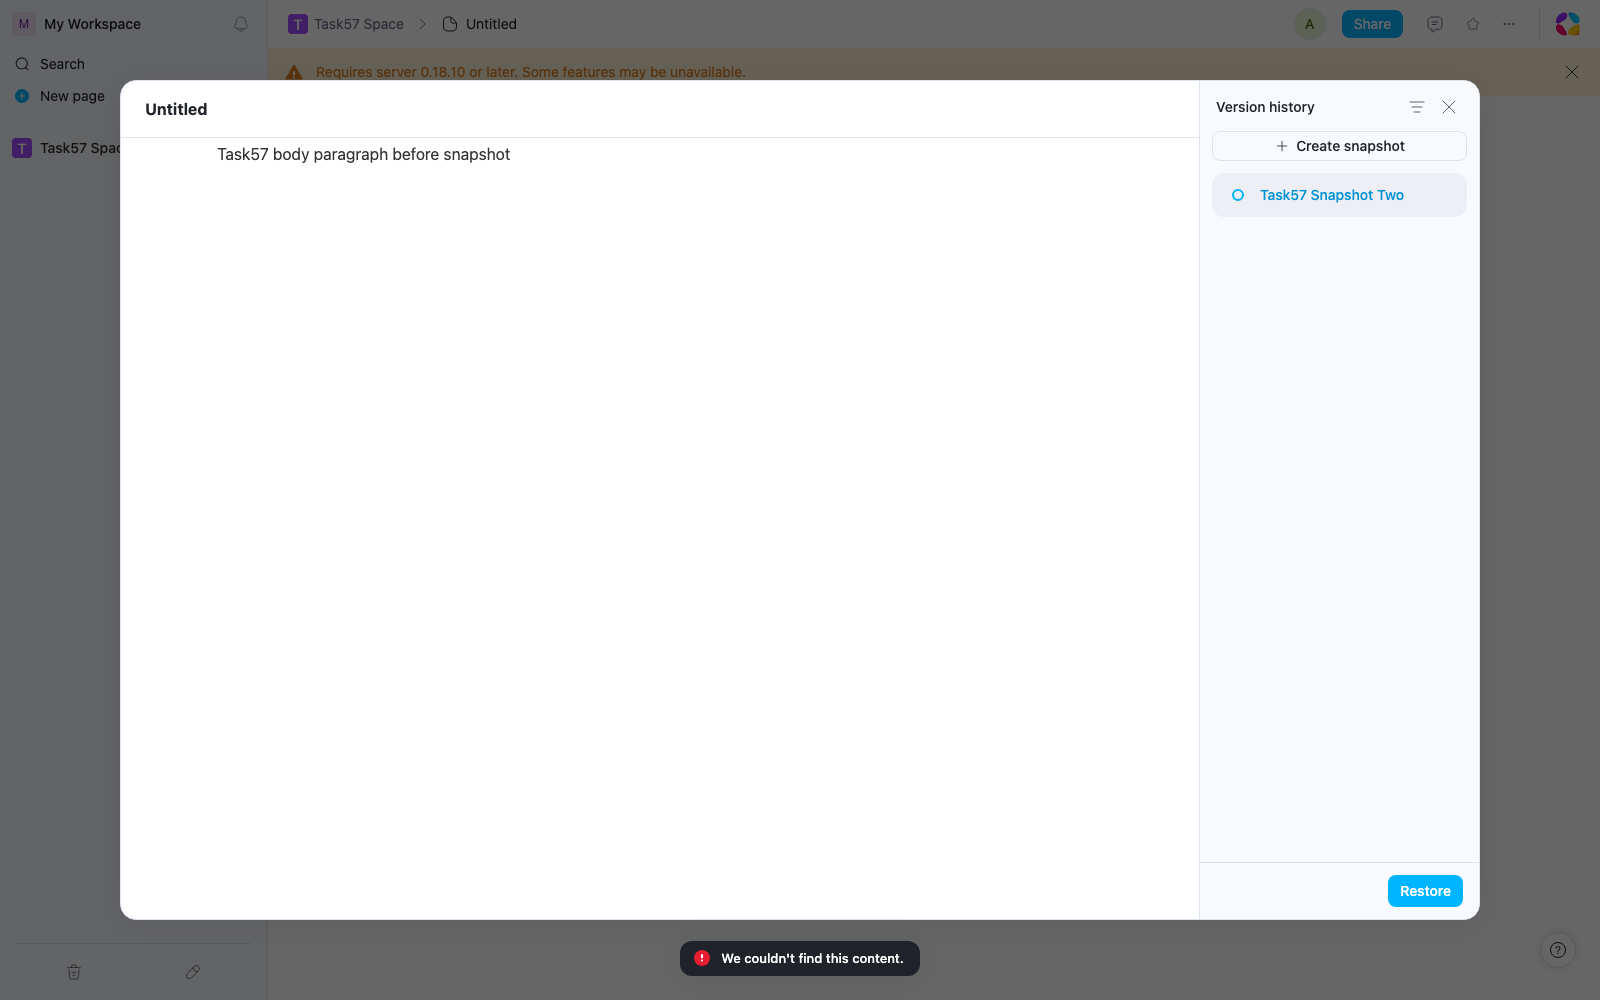 M My Workspace
T Task57 Space
Untitled
A
Share
Search
Requires server 0.18.10 or later. Some features may be unavailable.
New page
T Task57 Spac
Untitled
Version history
Create snapshot
Task57 body paragraph before snapshot
Task57 Snapshot Two
Restore
We couldn't find this content.